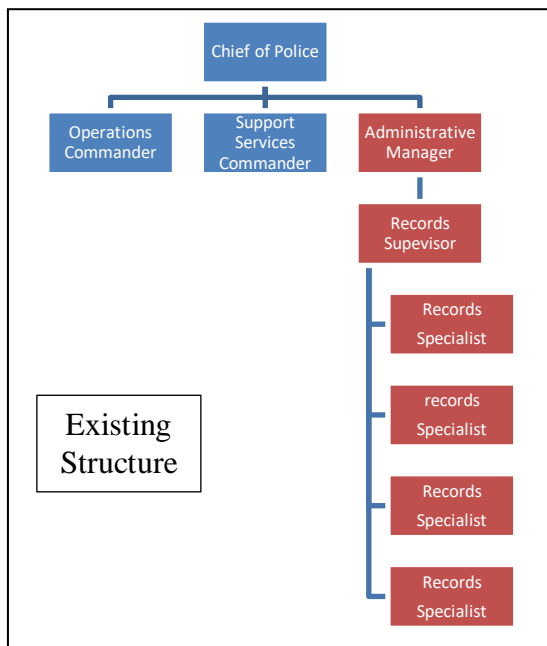 Chief of Police
Operations
Commander
Support
Services
Commander
Administrative
Manager
Records
Supevisor
Records
Specialist
records
Specialist
Records
Specialist
Records
Specialist
Existing
Structure